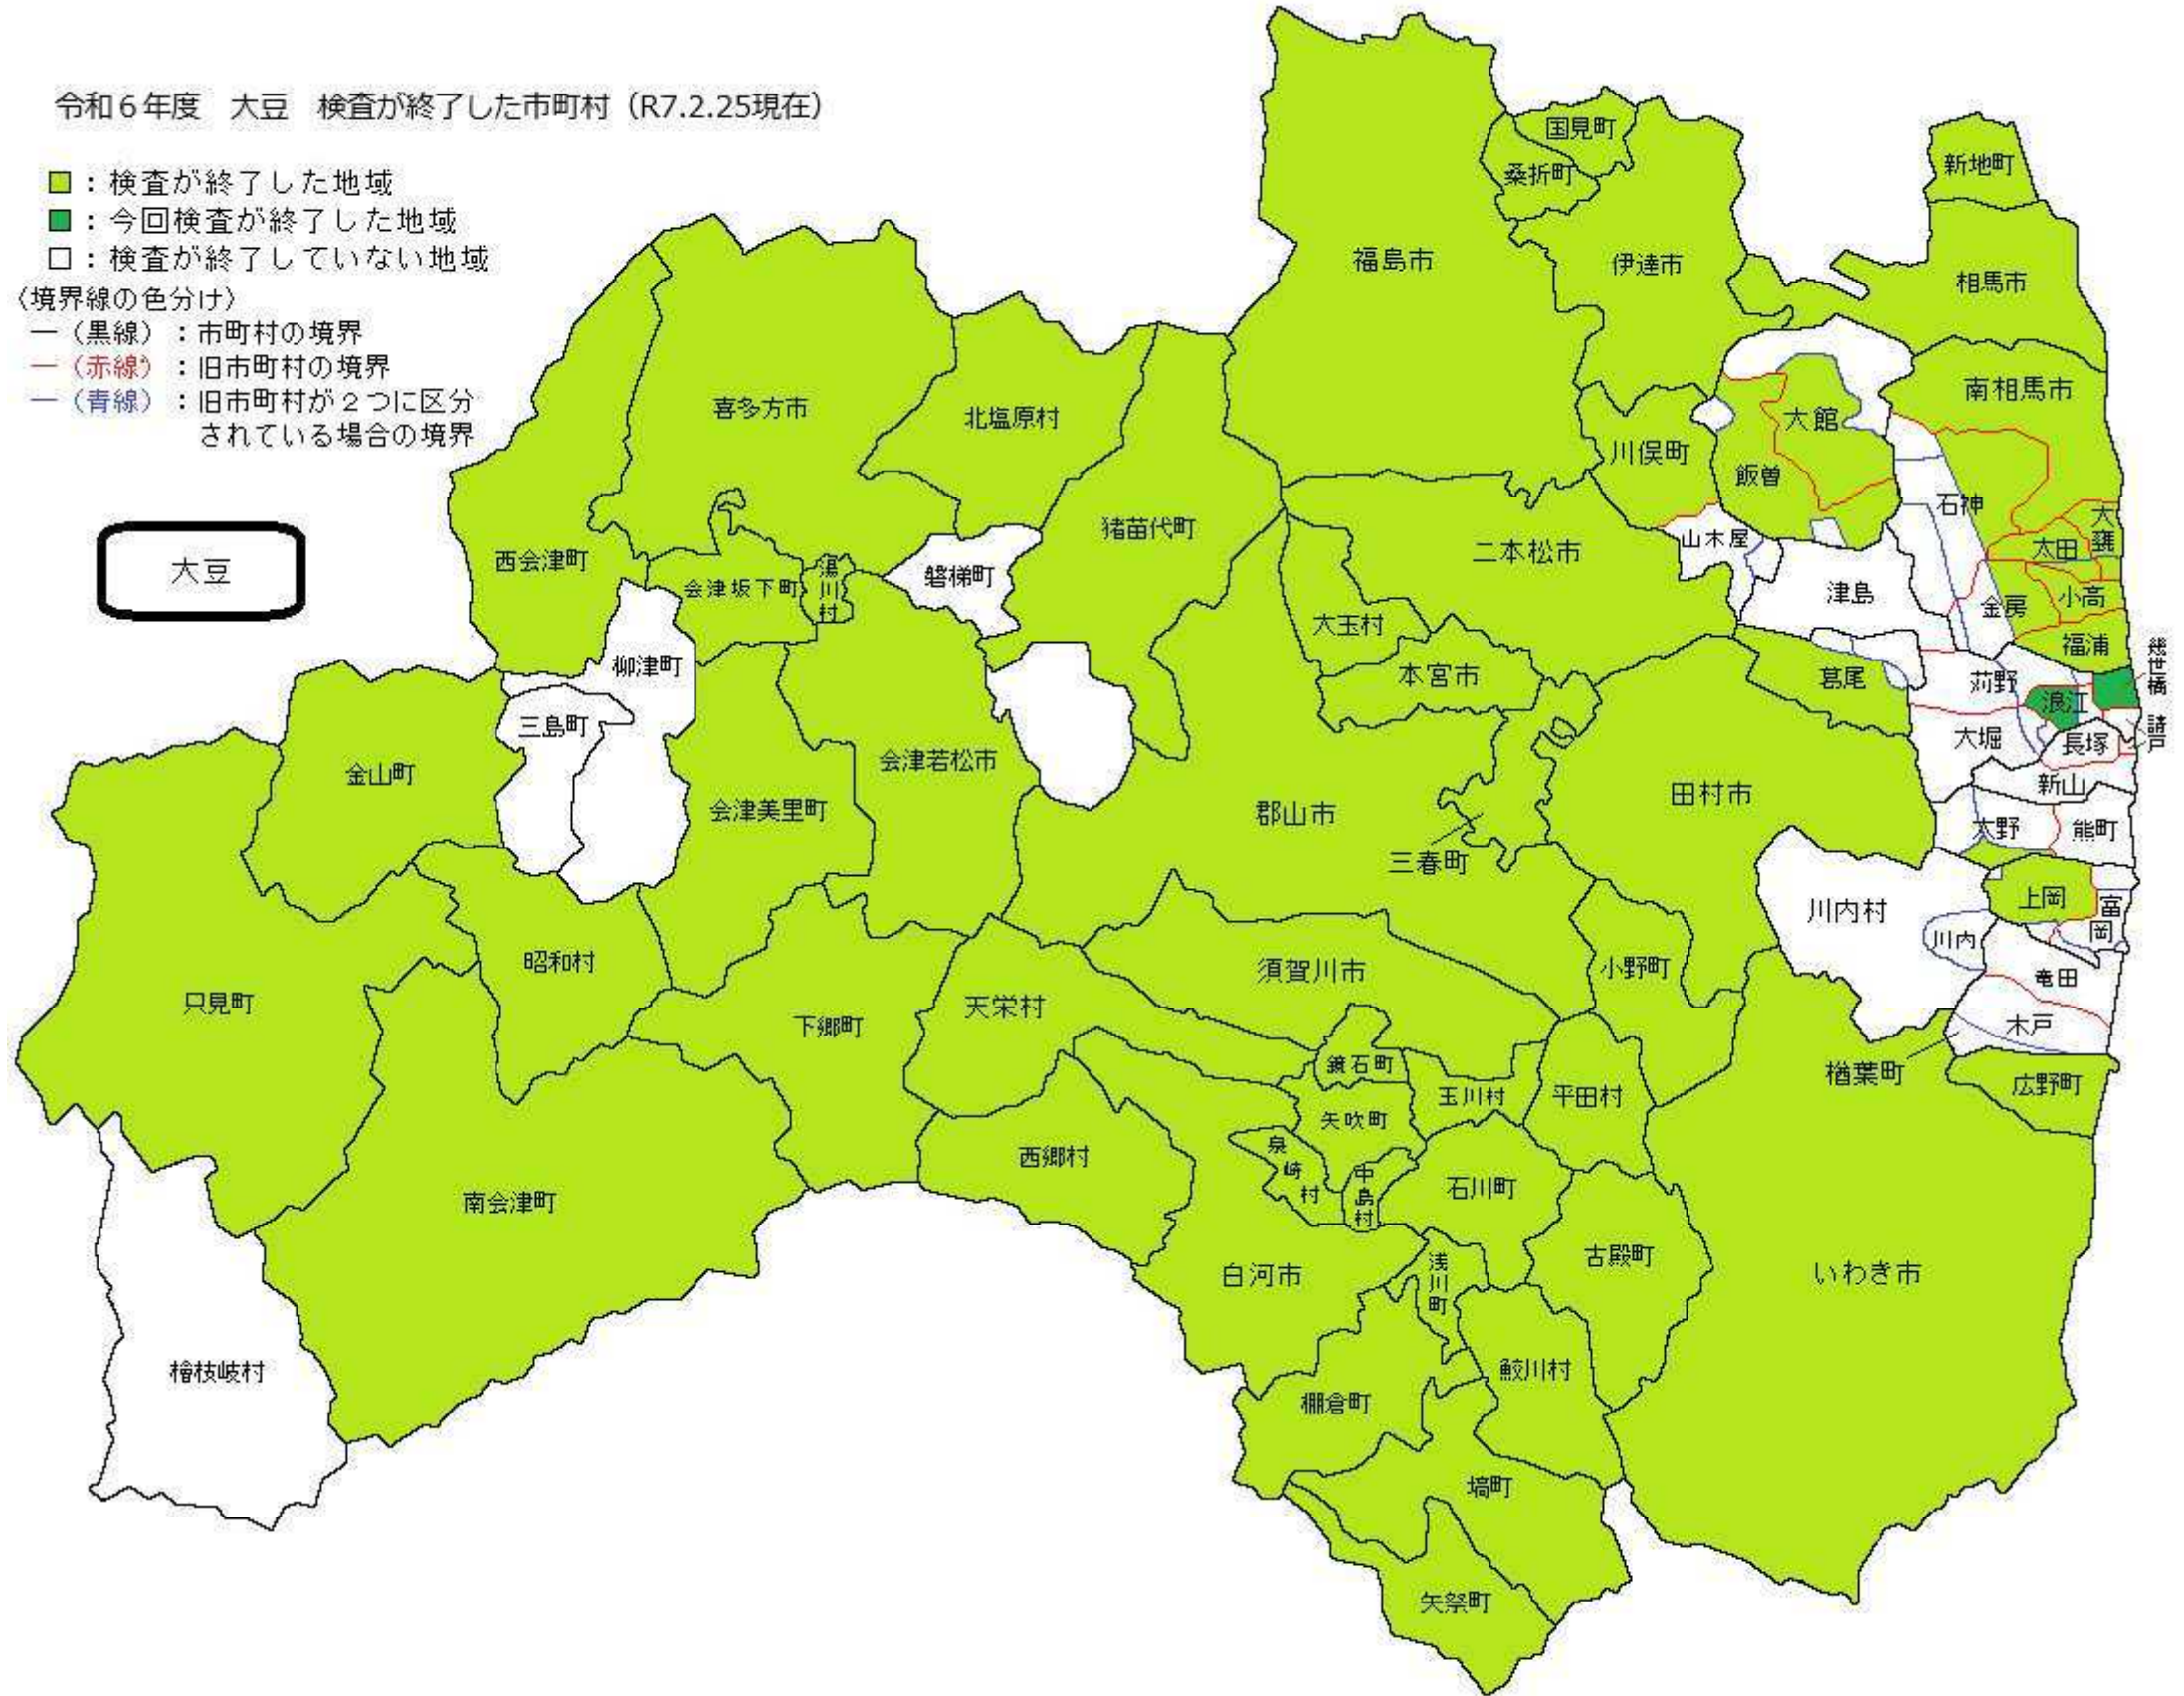 令和６年度　大豆　検査が終了した市町村（R7.2.25現在）
■：検査が終了した地域
■：今回検査が終了した地域
□：検査が終了していない地域
〈境界線の色分け〉
―（黒線）：市町村の境界
―（赤線）：旧市町村の境界
―（青線）：旧市町村が２つに区分
されている場合の境界
大豆
国見町
桑折町
新地町
福島市
伊達市
相馬市
南相馬市
喜多方市
北塩原村
大館
川俣町
飯曽
石神
猪苗代町
大甕
西会津町
二本松市
山木屋
太田
会津坂下町
湯川村
磐梯町
津島
小高
金房
大玉村
福浦
柳津町
本宮市
葛尾
苅野
幾世橋
浪江
三島町
請戸
大堀
長塚
会津若松市
金山町
新山
田村市
会津美里町
郡山市
大野
熊町
三春町
上岡
川内村
富岡
川内
昭和村
須賀川市
小野町
竜田
只見町
天栄村
下郷町
木戸
鏡石町
楢葉町
広野町
玉川村
平田村
矢吹町
西郷村
泉崎村
中島村
石川町
南会津町
古殿町
白河市
浅川町
いわき市
檜枝岐村
鮫川村
棚倉町
塙町
矢祭町